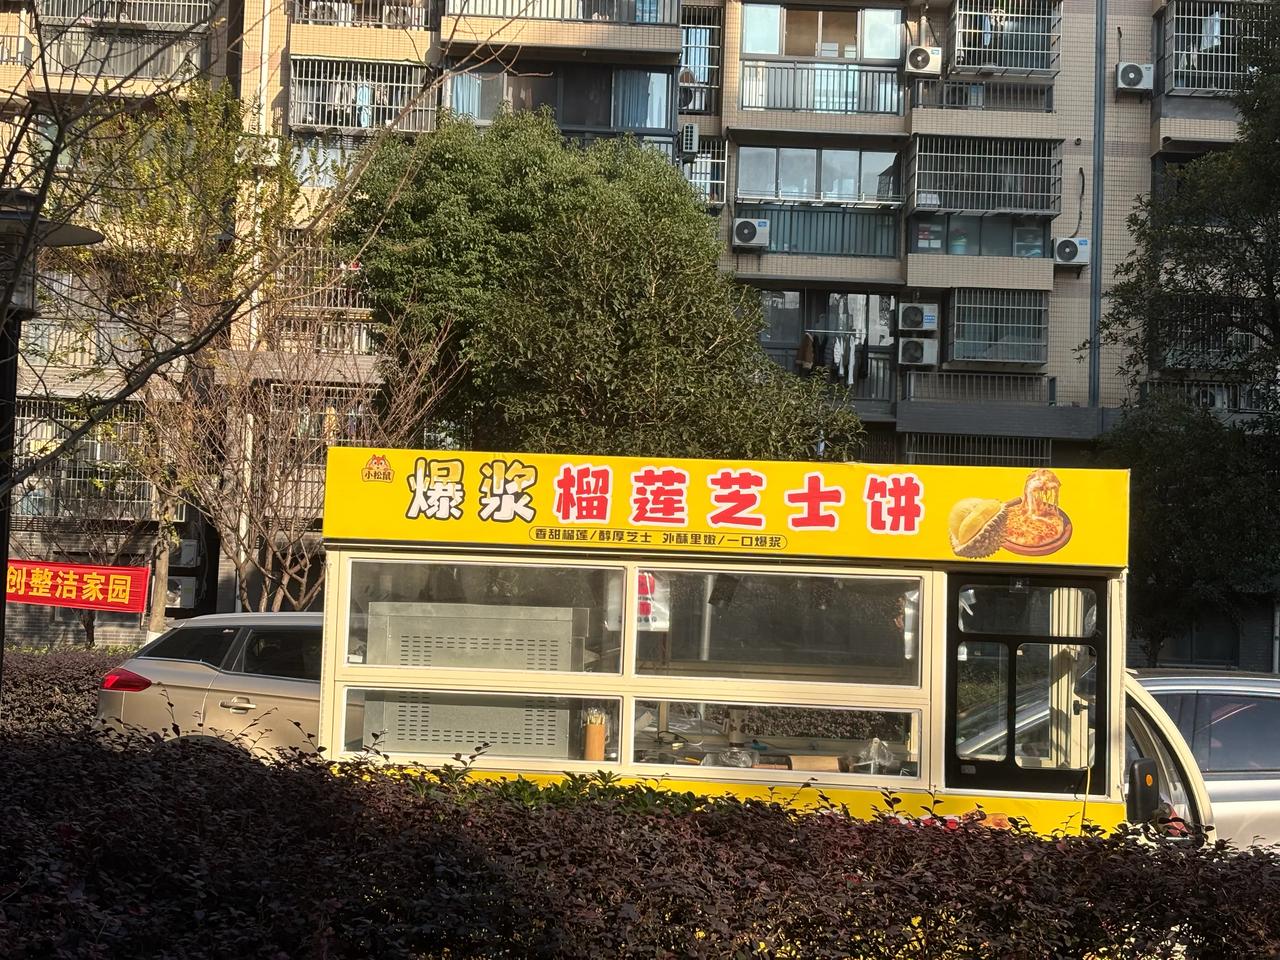 小松鼠
爆浆榴莲芝士饼
香甜榴莲/醇厚芝士 外酥里嫩/一口爆浆
创整洁家园